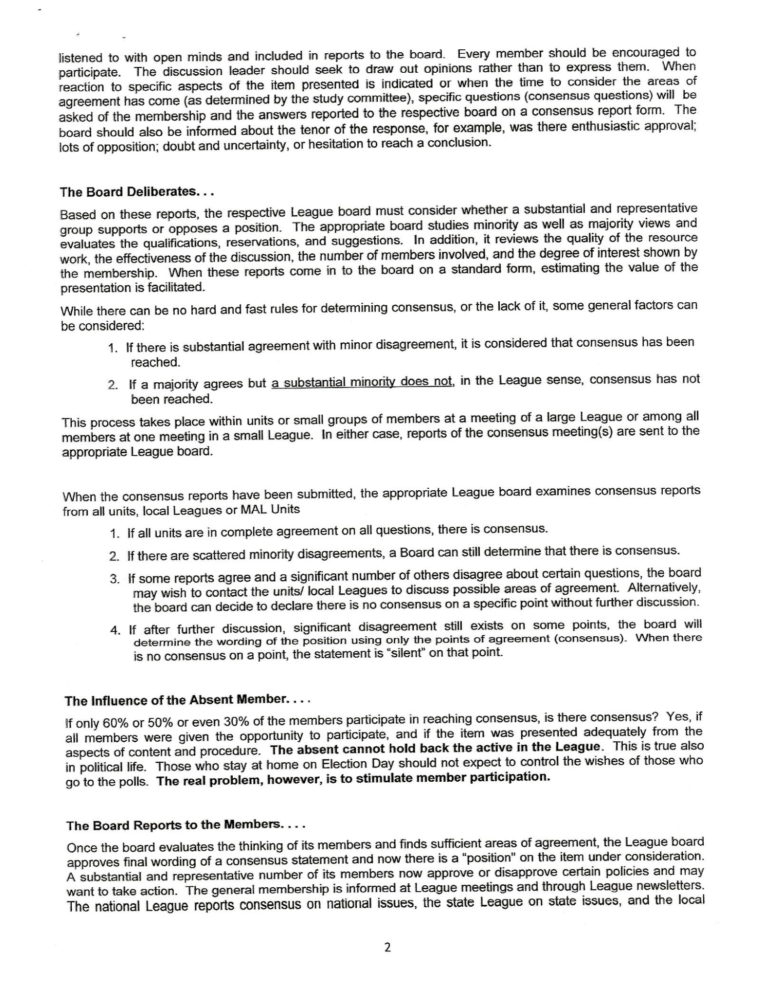 listened to with open minds and included in reports to the board. Every member should be encouraged to
participate. The discussion leader should seek to draw out opinions rather than to express them. When
reaction to specific aspects of the item presented is indicated or when the time to consider the areas of
agreement has come (as determined by the study committee), specific questions (consensus questions) will be
asked of the membership and the answers reported to the respective board on a consensus report form. The
board should also be informed about the tenor of the response, for example, was there enthusiastic approval;
lots of opposition; doubt and uncertainty, or hesitation to reach a conclusion.
The Board Deliberates. . .
Based on these reports, the respective League board must consider whether a substantial and representative
group supports or opposes a position. The appropriate board studies minority as well as majority views and
evaluates the qualifications, reservations, and suggestions. In addition, it reviews the quality of the resource
work, the effectiveness of the discussion, the number of members involved, and the degree of interest shown by
the membership. When these reports come in to the board on a standard form, estimating the value of the
presentation is facilitated.
While there can be no hard and fast rules for determining consensus, or the lack of it, some general factors can
be considered:
1. If there is substantial agreement with minor disagreement, it is considered that consensus has been
reached.
2. If a majority agrees but a substantial minority does not, in the League sense, consensus has not
been reached.
This process takes place within units or small groups of members at a meeting of a large League or among all
members at one meeting in a small League. In either case, reports of the consensus meeting(s) are sent to the
appropriate League board.
When the consensus reports have been submitted, the appropriate League board examines consensus reports
from all units, local Leagues or MAL Units
1. If all units are in complete agreement on all questions, there is consensus.
2. If there are scattered minority disagreements, a Board can still determine that there is consensus.
3. If some reports agree and a significant number of others disagree about certain questions, the board
may wish to contact the units/ local Leagues to discuss possible areas of agreement. Alternatively,
the board can decide to declare there is no consensus on a specific point without further discussion.
4. If after further discussion, significant disagreement still exists on some points, the board will
determine the wording of the position using only the points of agreement (consensus). When there
is no consensus on a point, the statement is “silent” on that point.
The Influence of the Absent Member. . . .
If only 60% or 50% or even 30% of the members participate in reaching consensus, is there consensus? Yes, if
all members were given the opportunity to participate, and if the item was presented adequately from the
aspects of content and procedure. The absent cannot hold back the active in the League. This is true also
in political life. Those who stay at home on Election Day should not expect to control the wishes of those who
go to the polls. The real problem, however, is to stimulate member participation.
The Board Reports to the Members. . . .
Once the board evaluates the thinking of its members and finds sufficient areas of agreement, the League board
approves final wording of a consensus statement and now there is a “position” on the item under consideration.
A substantial and representative number of its members now approve or disapprove certain policies and may
want to take action. The general membership is informed at League meetings and through League newsletters.
The national League reports consensus on national issues, the state League on state issues, and the local
2